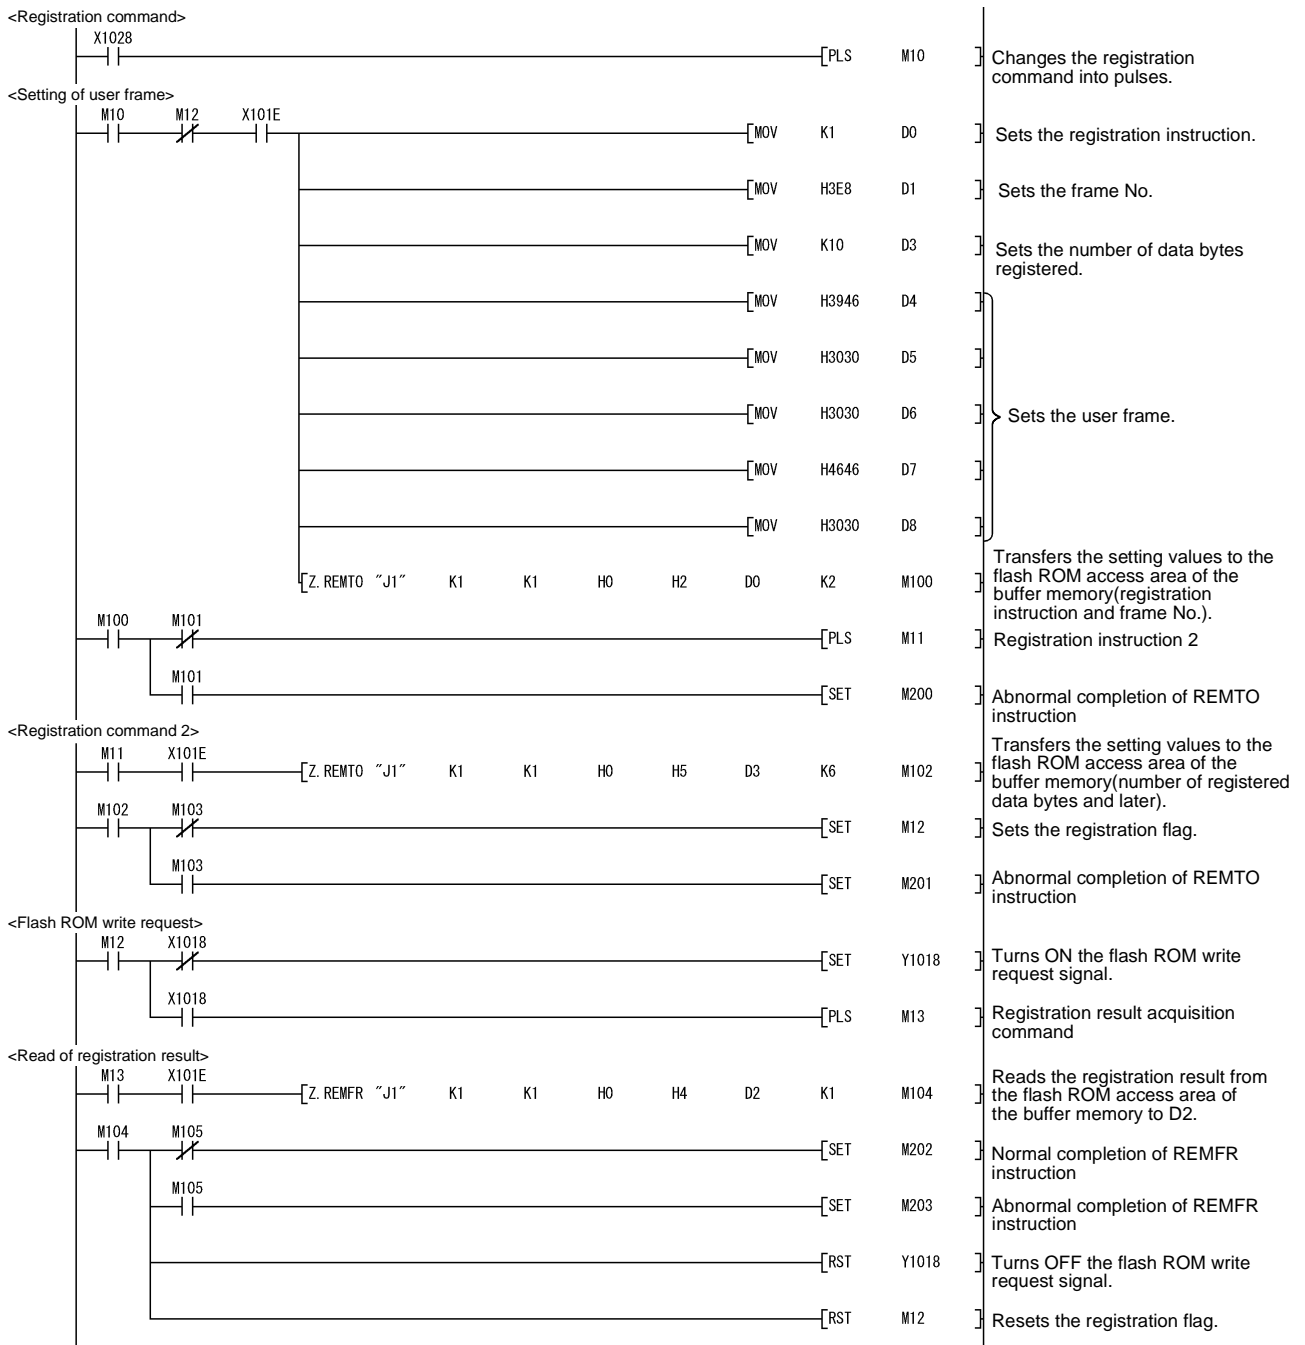 <Registration command>
X1028
PLS M10 Changes the registration
command into pulses.
<Setting of user frame>
M10 M12 X101E
MOV K1 D0 Sets the registration instruction.
MOV H3E8 D1 Sets the frame No.
MOV K10 D3 Sets the number of data bytes
registered.
MOV H3946 D4
MOV H3030 D5
MOV H3030 D6 Sets the user frame.
MOV H4646 D7
MOV H3030 D8
Transfers the setting values to the
Z.REMTO "J1" K1 K1 H0 H2 D0 K2 M100 flash ROM access area of the
buffer memory(registration
instruction and frame No.).
M100 M101
PLS M11 Registration instruction 2
M101
SET M200 Abnormal completion of REMTO
instruction
<Registration command 2>
M11 X101E Transfers the setting values to the
Z.REMTO "J1" K1 K1 H0 H5 D3 K6 M102 flash ROM access area of the
buffer memory(number of registered
data bytes and later).
M102 M103
SET M12 Sets the registration flag.
M103
SET M201 Abnormal completion of REMTO
instruction
<Flash ROM write request>
M12 X1018
SET Y1018 Turns ON the flash ROM write
request signal.
X1018
PLS M13 Registration result acquisition
command
<Read of registration result>
M13 X101E Reads the registration result from
Z.REMFR "J1" K1 K1 H0 H4 D2 K1 M104 the flash ROM access area of
the buffer memory to D2.
M104 M105
SET M202 Normal completion of REMFR
instruction
M105
SET M203 Abnormal completion of REMFR
instruction
RST Y1018 Turns OFF the flash ROM write
request signal.
RST M12 Resets the registration flag.